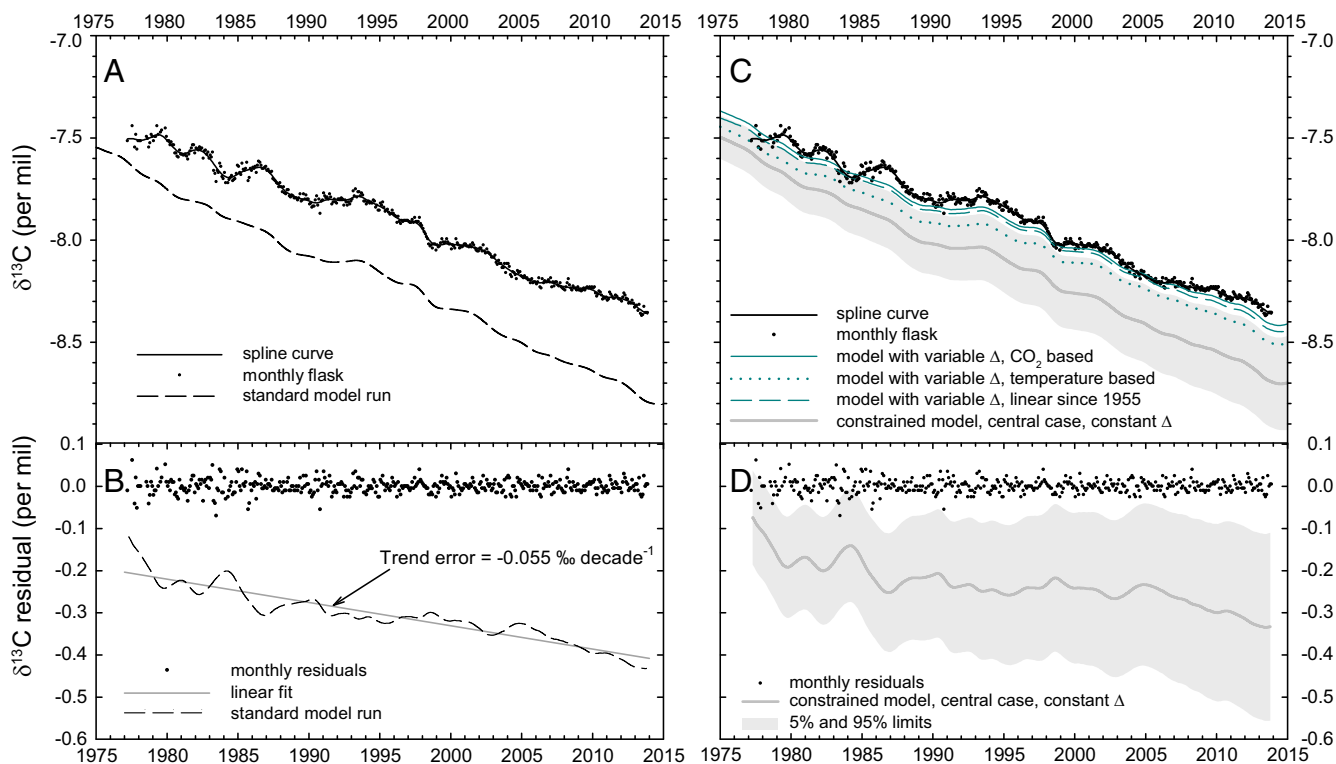 1975 1980 1985 1990 1995 2000 2005 2010 2015
1975 1980 1985 1990 1995 2000 2005 2010 2015
A
-7.0
-7.5
-8.0
-8.5
δ¹³C (per mil)
spline curve
monthly flask
standard model run
C
-7.0
-7.5
-8.0
-8.5
spline curve
monthly flask
model with variable Δ, CO₂ based
model with variable Δ, temperature based
model with variable Δ, linear since 1955
constrained model, central case, constant Δ
B
0.1
0.0
-0.1
-0.2
-0.3
-0.4
-0.5
-0.6
δ¹³C residual (per mil)
Trend error = -0.055 ‰ decade⁻¹
monthly residuals
linear fit
standard model run
D
0.1
0.0
-0.1
-0.2
-0.3
-0.4
-0.5
-0.6
monthly residuals
constrained model, central case, constant Δ
5% and 95% limits
1975 1980 1985 1990 1995 2000 2005 2010 2015
1975 1980 1985 1990 1995 2000 2005 2010 2015